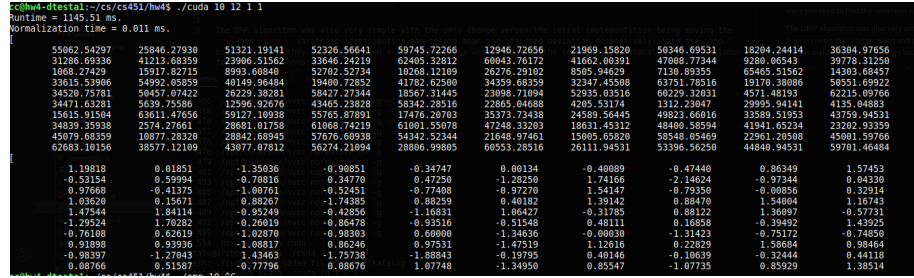 cc@hw4-dtestal:~/cs/cs451/hw4$ ./cuda 10 12 1 1
Runtime = 1145.51 ms.
Normalization time = 0.011 ms.
[
55062.54297 25846.27930 51321.19141 52326.56641 59745.72266 12946.72656 21969.15820 50346.69531 18204.24414 36304.97656
31286.69336 41213.68359 23906.51562 33646.24219 62405.32812 60043.76172 41662.00391 47008.77344 9280.06543 39778.31250
1068.27429 15917.82715 8993.60840 52702.52734 10268.12109 26276.29102 8505.94629 7130.89355 65465.51562 14303.68457
33615.53906 54992.05859 40149.96484 19400.72852 41782.62500 34359.68359 32347.45508 63751.78516 19170.38086 50551.69922
34520.75781 50457.07422 26229.38281 58427.27344 18567.31445 23098.71094 52935.03516 60229.32031 4571.48193 62215.09766
34471.63281 5639.75586 12596.92676 43465.23828 58342.28516 22865.04688 4205.53174 1312.23047 29995.94141 4135.04883
15615.91504 63611.47656 59127.10938 55765.87891 17476.20703 35373.73438 24589.56445 49823.66016 33589.51953 43759.94531
34839.35938 2574.27661 28681.01758 61068.74219 61001.55078 47248.33203 18631.45312 48400.58594 41941.65234 23202.93359
55079.68359 10877.28320 28842.68945 57676.60938 54342.52344 21648.97461 15005.65820 58548.05469 25961.20508 45001.59766
62683.10156 38577.12109 43077.07812 56274.21094 28806.99805 60553.28516 26111.94531 53396.56250 44840.94531 59701.46484
[
1.19818 0.01851 -1.35036 -0.90851 -0.34747 0.00134 -0.40089 -0.47440 0.86349 1.57453
-0.53154 0.59994 -0.70816 0.34770 0.47250 -1.28250 1.74166 -2.14624 -0.97344 0.04330
0.97668 -0.41375 -1.00761 -0.52451 -0.77408 -0.97270 1.54147 -0.79350 -0.00856 0.32914
1.03620 0.15671 0.88267 -1.74385 0.88259 0.40182 1.39142 0.88470 1.54004 1.16743
1.47544 1.84114 -0.95249 -0.42856 -1.16831 1.06427 -0.31785 0.88122 1.36097 -0.57731
-1.29524 1.70282 -0.26019 -0.86478 -0.93516 -0.51548 0.48111 0.16858 -0.39492 1.43925
-0.36252 0.62619 -1.02870 -0.98303 0.60000 -1.34636 -0.00030 -1.31423 -0.75172 -0.74850
0.91898 0.93936 -1.08817 0.86246 0.97531 -1.47519 1.12616 0.22829 1.58684 0.98464
-0.98397 -1.27043 1.43463 -1.75738 -1.88843 -0.19795 0.40146 -0.10639 -0.32444 0.44118
0.08766 0.51587 -0.77796 0.08676 1.07748 -1.34950 0.85547 -1.07735 0.85929 1.38514